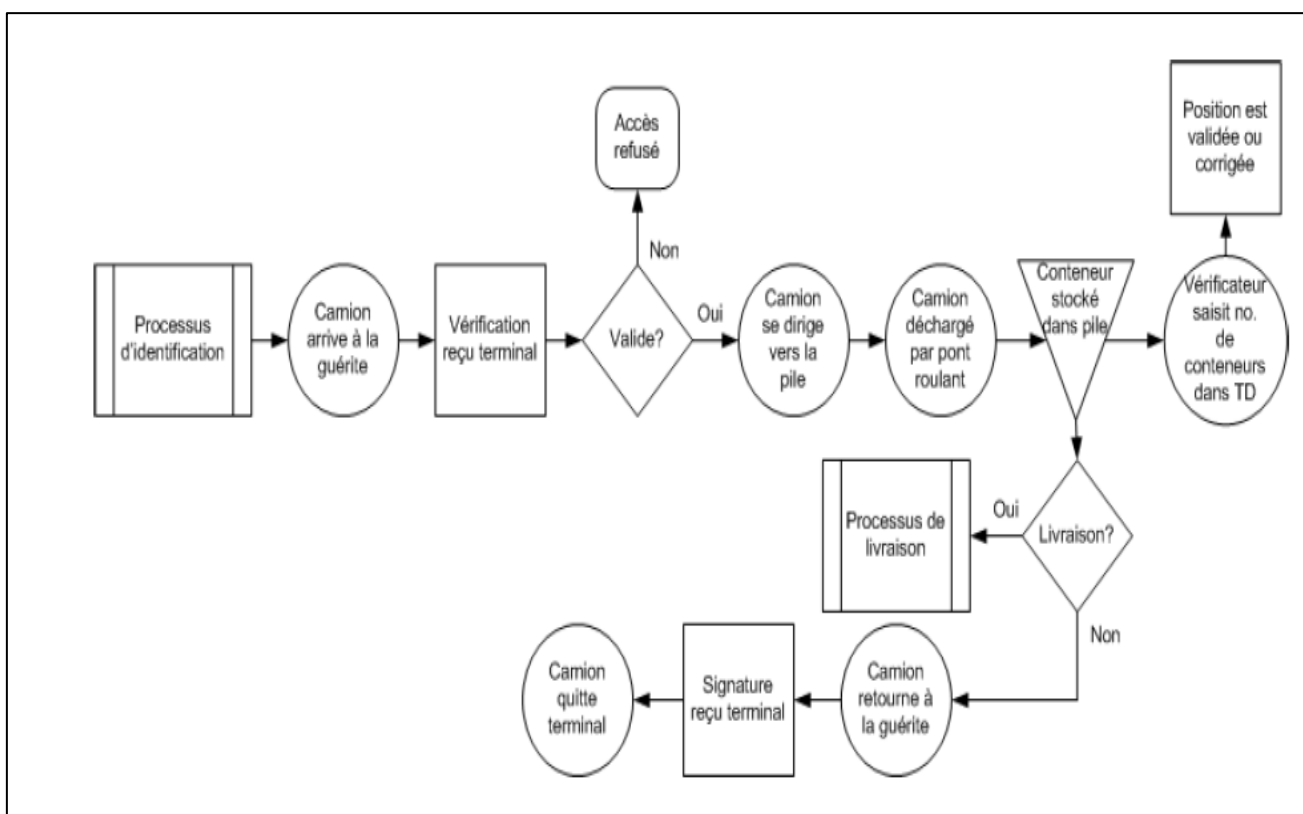 Processus
d'identification
Camion
arrive à la
guérite
Vérification
reçu terminal
Valide?
Non
Accès
refusé
Oui
Camion
se dirige
vers la
pile
Camion
déchargé
par pont
roulant
Conteneur
stocké
dans pile
Vérificateur
saisit no.
de
conteneurs
dans TD
Position est
validée ou
corrigée
Livraison?
Oui
Processus de
livraison
Non
Camion
retourne à
la guérite
Signature
reçu terminal
Camion
quitte
terminal